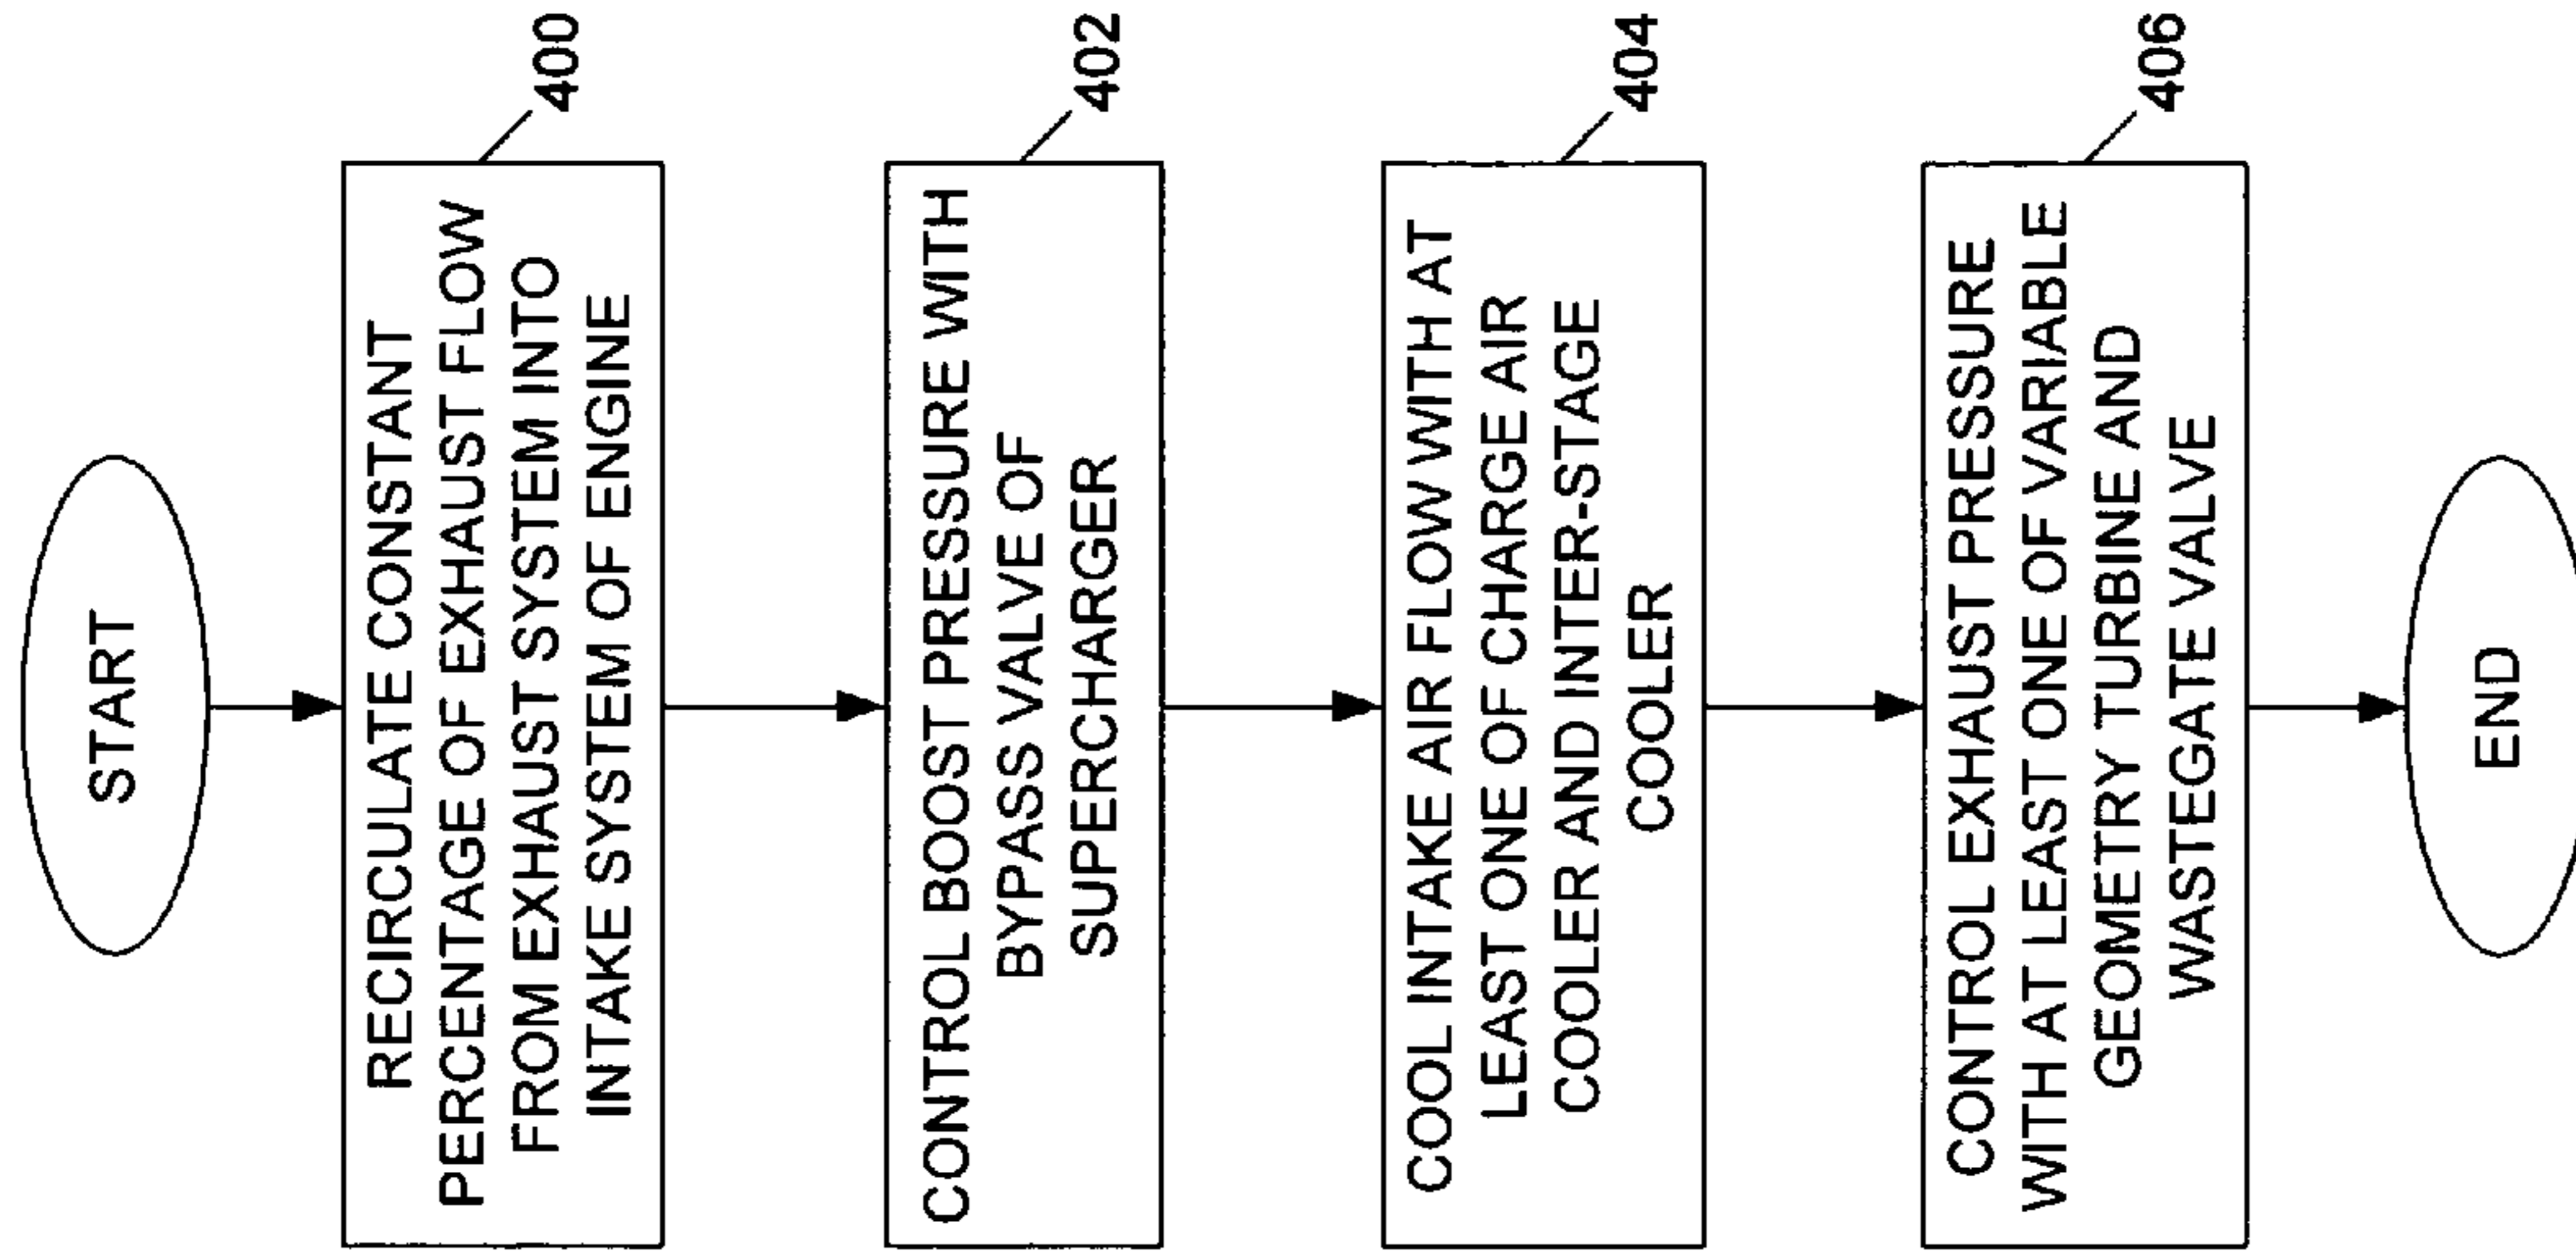 START
RECIRCULATE CONSTANT
PERCENTAGE OF EXHAUST FLOW
FROM EXHAUST SYSTEM INTO
INTAKE SYSTEM OF ENGINE
400
CONTROL BOOST PRESSURE WITH
BYPASS VALVE OF
SUPERCHARGER
402
COOL INTAKE AIR FLOW WITH AT
LEAST ONE OF CHARGE AIR
COOLER AND INTER-STAGE
COOLER
404
CONTROL EXHAUST PRESSURE
WITH AT LEAST ONE OF VARIABLE
GEOMETRY TURBINE AND
WASTEGATE VALVE
406
END